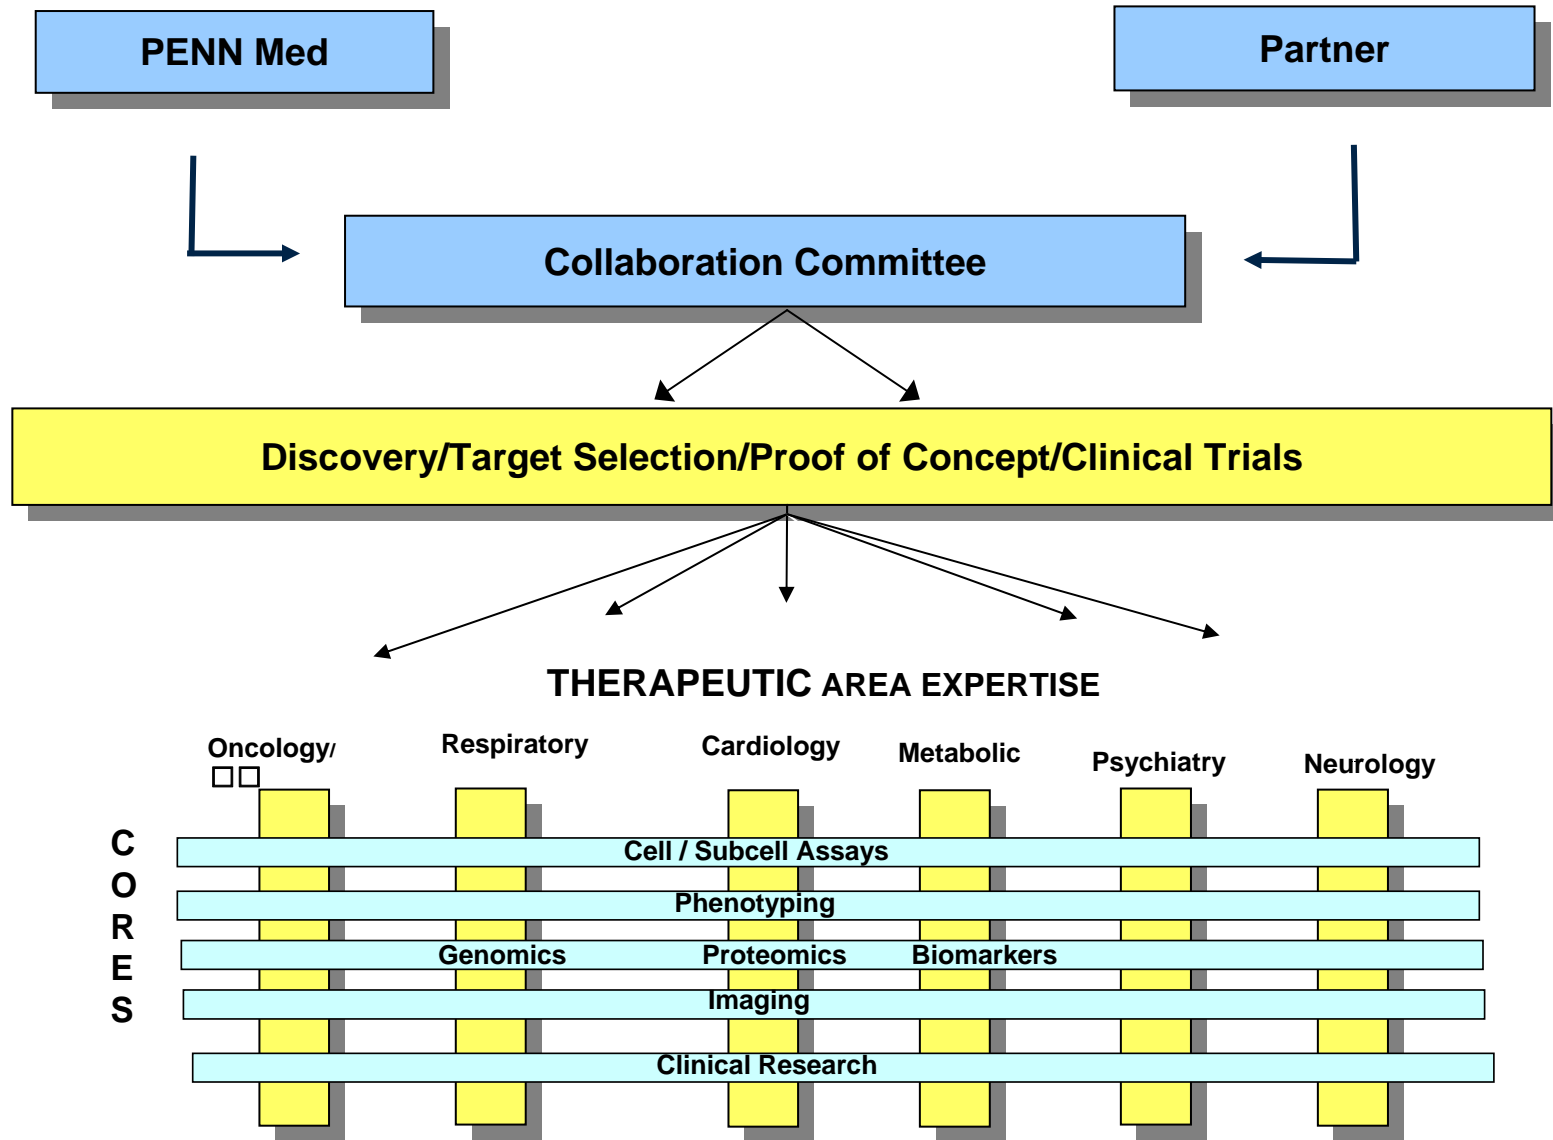 PENN Med
Partner
Collaboration Committee
Discovery/Target Selection/Proof of Concept/Clinical Trials
THERAPEUTIC AREA EXPERTISE
Oncology/
Respiratory
Cardiology
Metabolic
Psychiatry
Neurology
CORES
Cell / Subcell Assays
Phenotyping
Genomics Proteomics Biomarkers
Imaging
Clinical Research